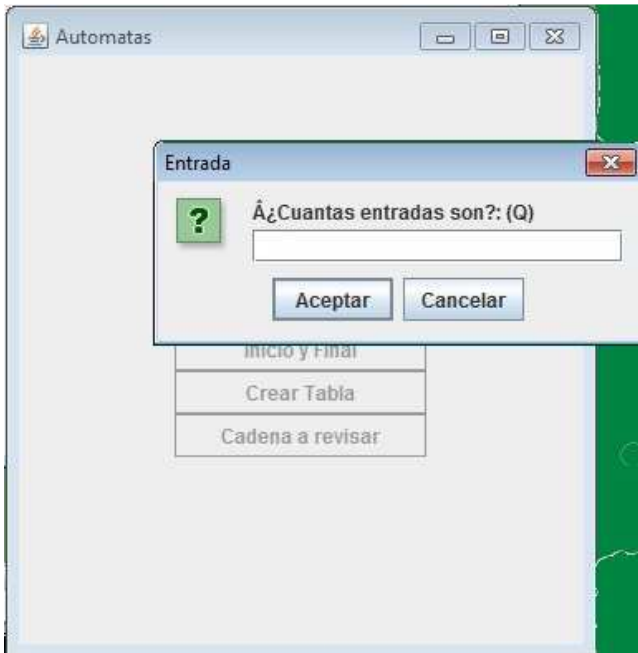 Automatas
Entrada
Â¿Cuantas entradas son?: (Q)
Aceptar Cancelar
Inicio y Final
Crear Tabla
Cadena a revisar